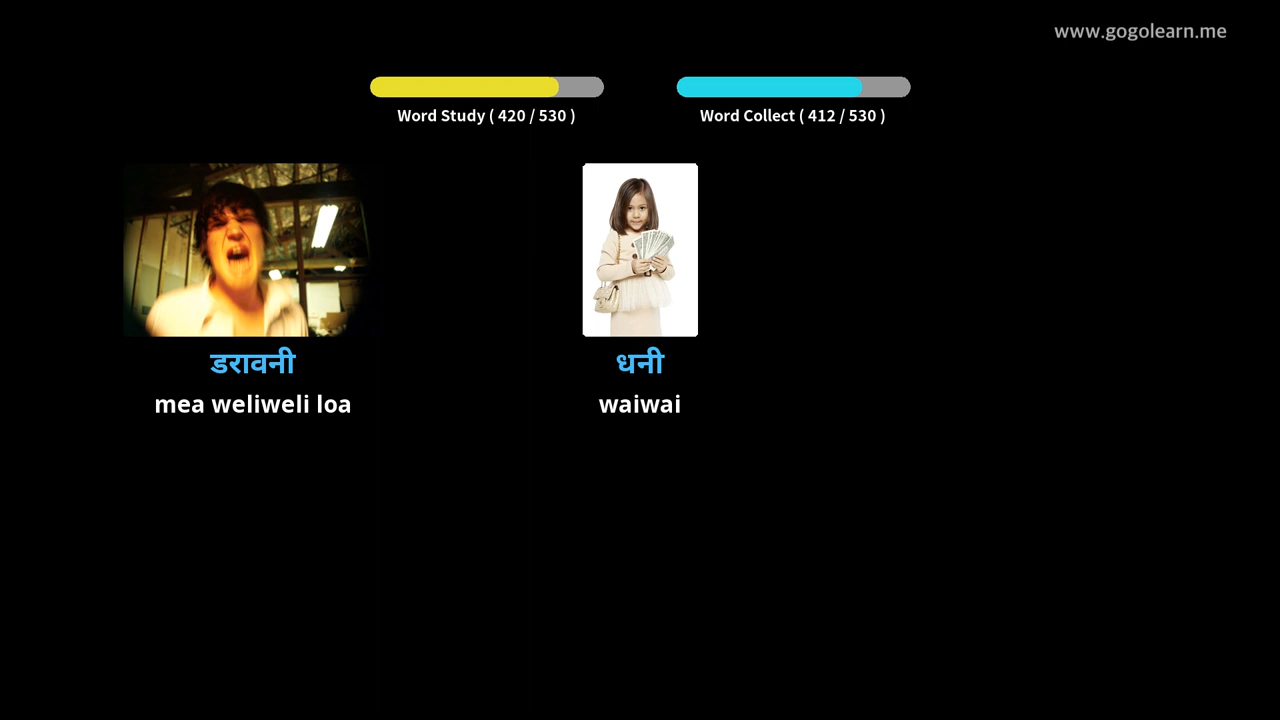 www.gogolearn.me
Word Study ( 420 / 530 )
Word Collect ( 412 / 530 )
डरावनी
धनी
mea weliweli loa
waiwai